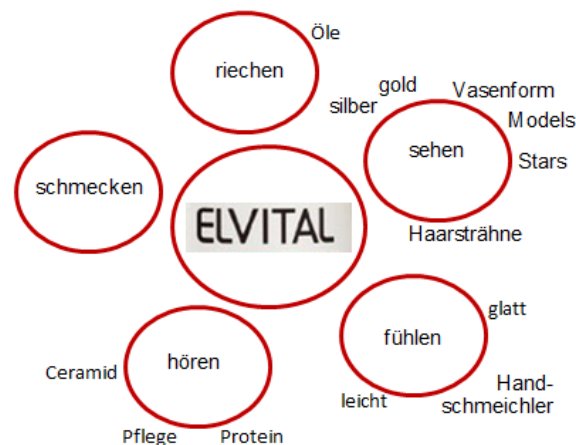 Öle
riechen
gold
silber
Vasenform
Models
sehen
Stars
Haarsträhne
schmecken
ELVITAL
glatt
fühlen
leicht
Hand-
schmeichler
hören
Ceramid
Pflege
Protein